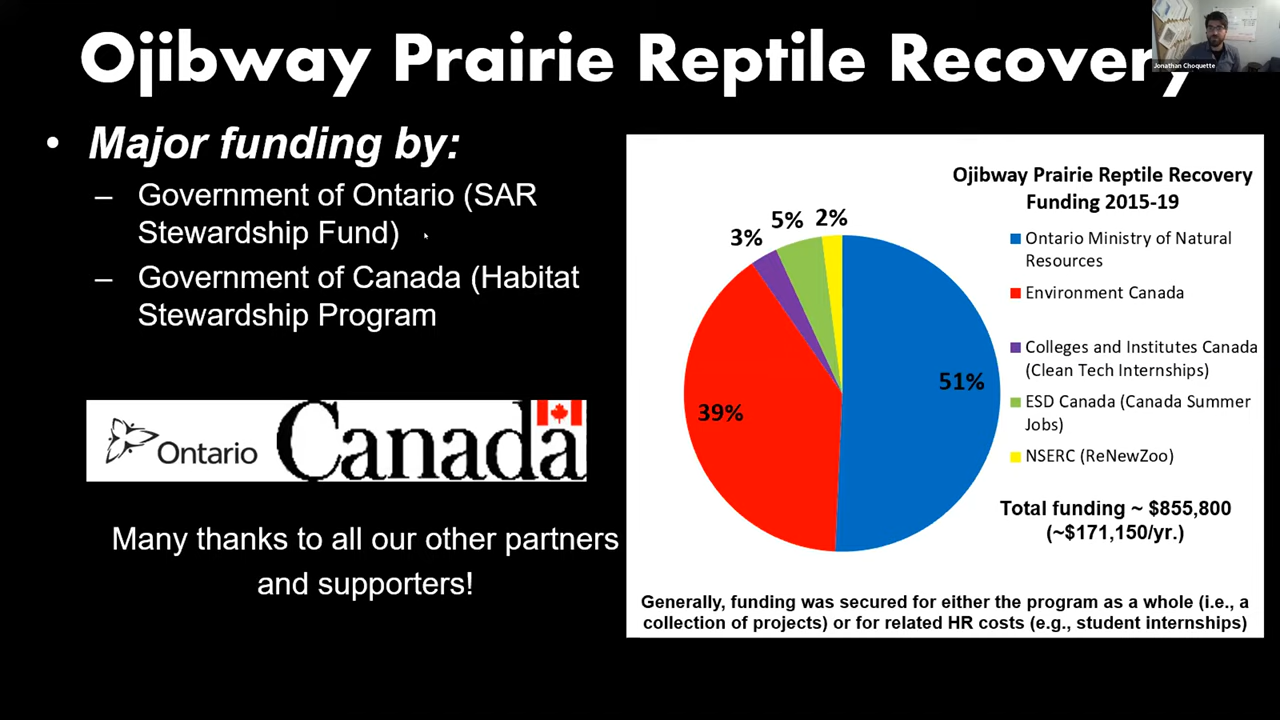 Ojibway Prairie Reptile Recovery
Jonathan Choquette
• Major funding by:
– Government of Ontario (SAR
Stewardship Fund)
– Government of Canada (Habitat
Stewardship Program
Ontario
Canada
Many thanks to all our other partners
and supporters!
Ojibway Prairie Reptile Recovery
Funding 2015-19
2%
5%
3%
51%
39%
Ontario Ministry of Natural
Resources
Environment Canada
Colleges and Institutes Canada
(Clean Tech Internships)
ESD Canada (Canada Summer
Jobs)
NSERC (ReNewZoo)
Total funding ~ $855,800
(~$171,150/yr.)
Generally, funding was secured for either the program as a whole (i.e., a
collection of projects) or for related HR costs (e.g., student internships)